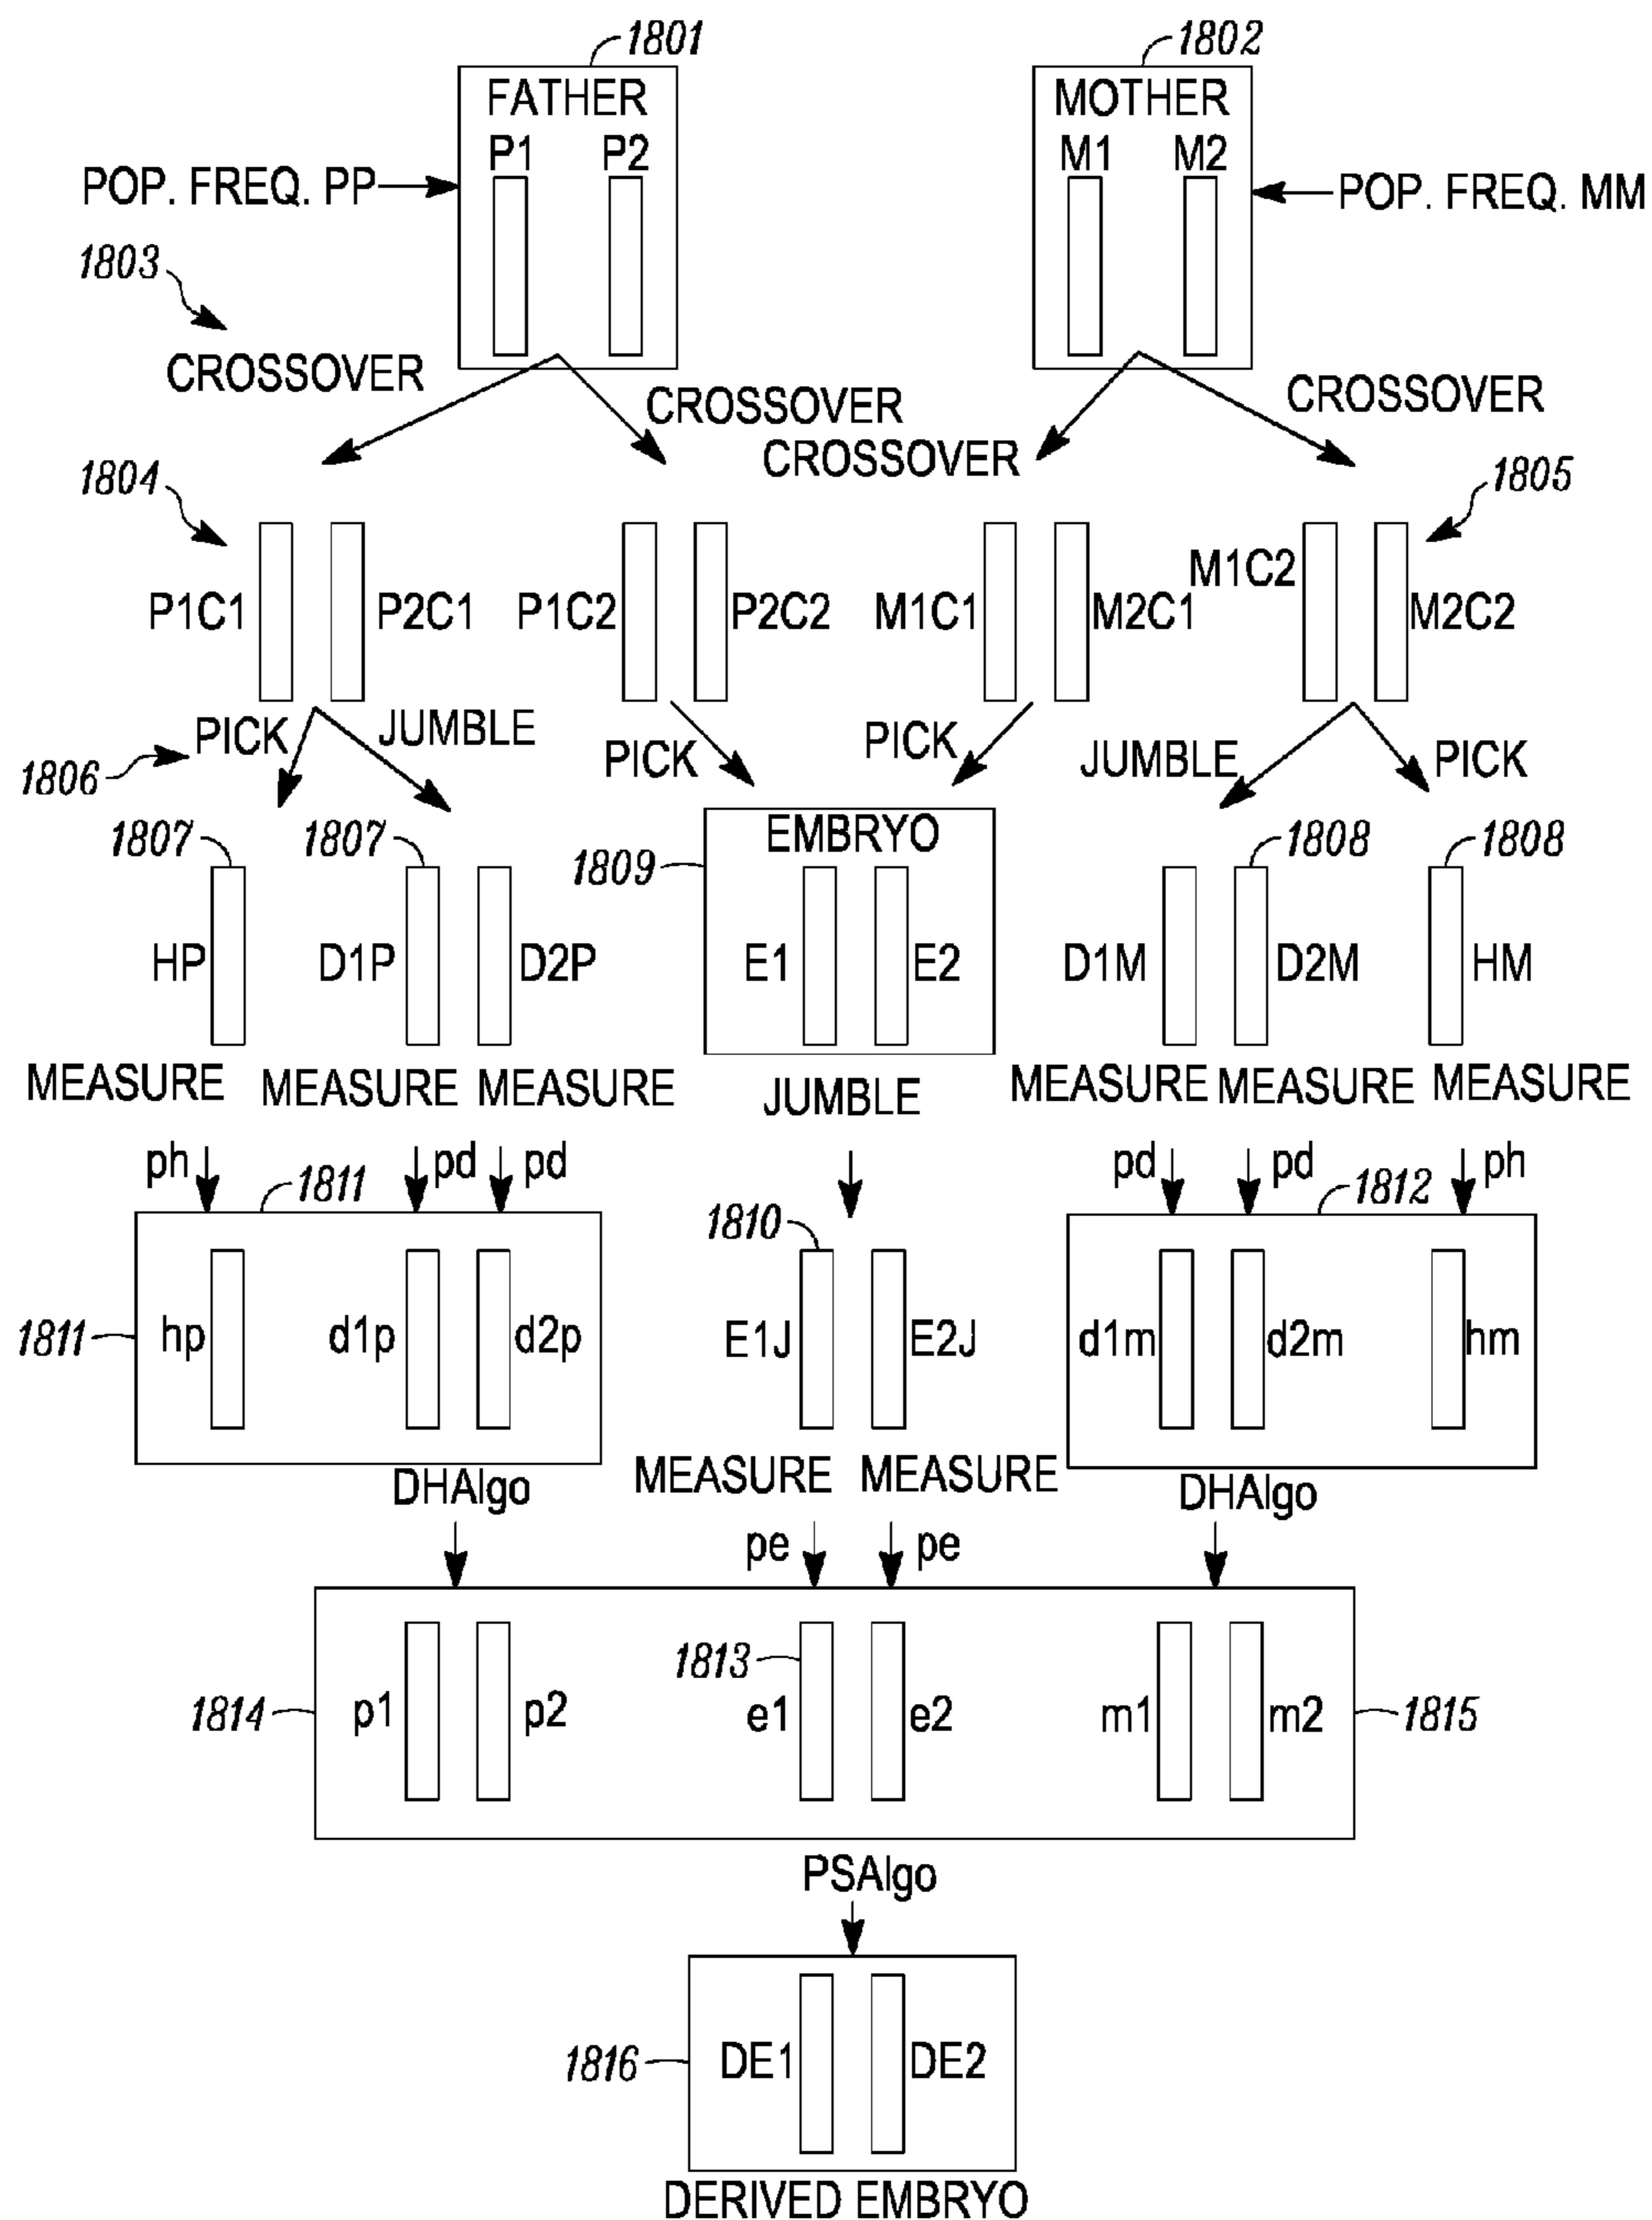 1801
1802
FATHER
MOTHER
P1 P2
M1 M2
POP. FREQ. PP
POP. FREQ. MM
1803
CROSSOVER
CROSSOVER
CROSSOVER
CROSSOVER
1804
1805
P1C1
P2C1
P1C2
P2C2
M1C1
M2C1
M1C2
M2C2
1806
PICK
JUMBLE
PICK
PICK
JUMBLE
PICK
1807
1807
EMBRYO
1809
1808
1808
HP
D1P
D2P
E1
E2
D1M
D2M
HM
MEASURE MEASURE MEASURE
JUMBLE
MEASURE MEASURE MEASURE
ph
pd
pd
pd
pd
ph
1811
1810
1812
1811
hp
d1p
d2p
E1J
E2J
d1m
d2m
hm
DHAlgo
MEASURE MEASURE
DHAlgo
pe
pe
1813
1814
p1
p2
e1
e2
m1
m2
1815
PSAlgo
1816
DE1
DE2
DERIVED EMBRYO